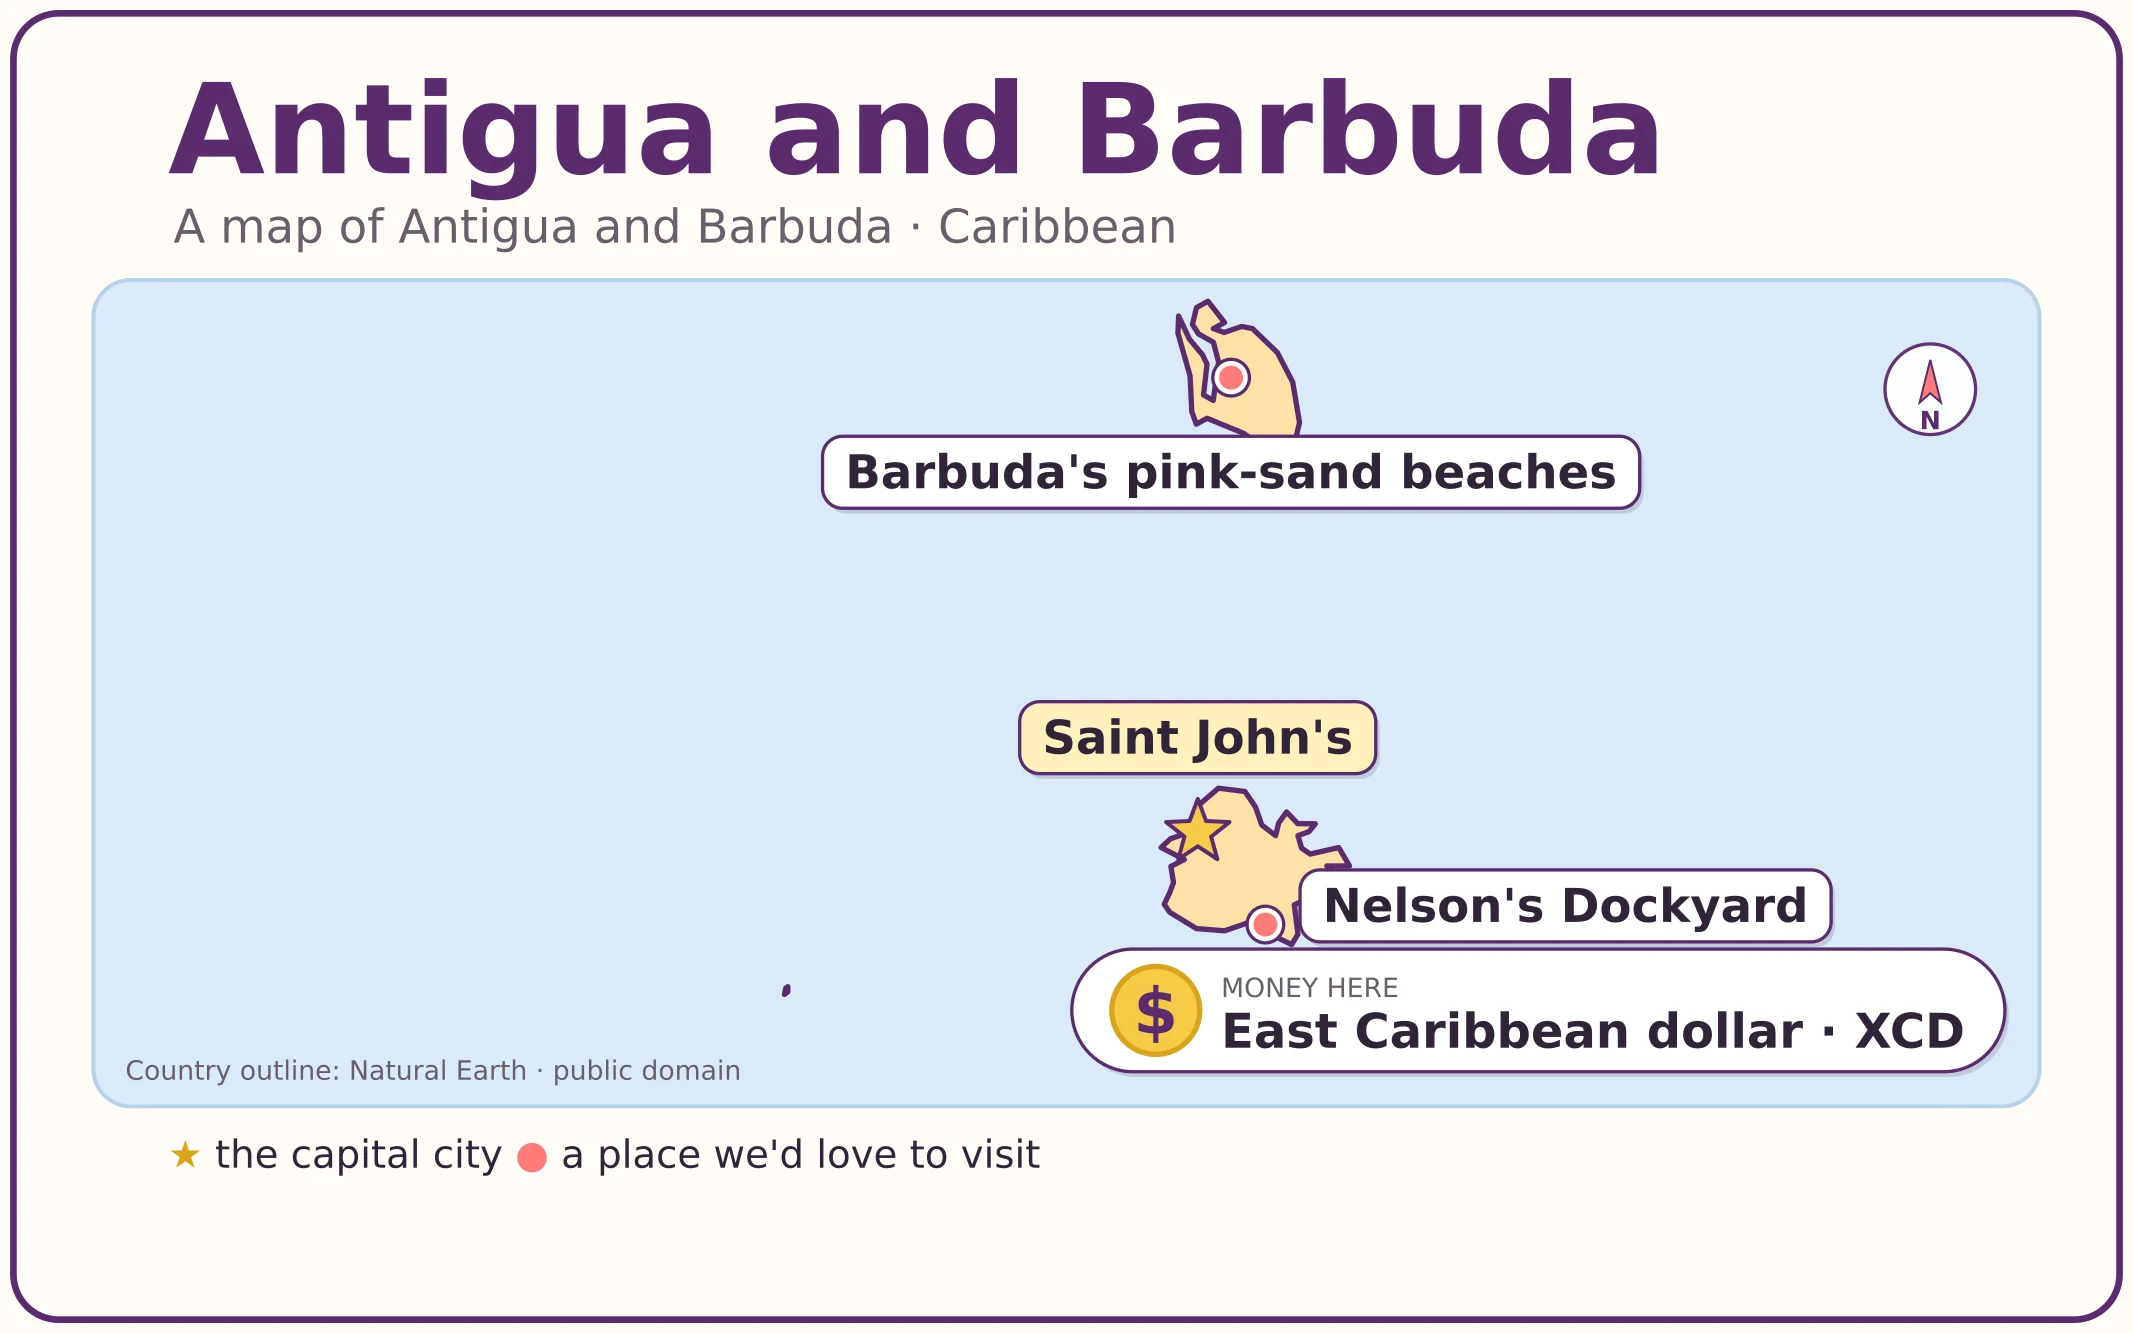 Antigua and Barbuda
A map of Antigua and Barbuda · Caribbean
N
Barbuda's pink-sand beaches
Saint John's
Nelson's Dockyard
$
MONEY HERE
East Caribbean dollar · XCD
Country outline: Natural Earth · public domain
★ the capital city ● a place we'd love to visit